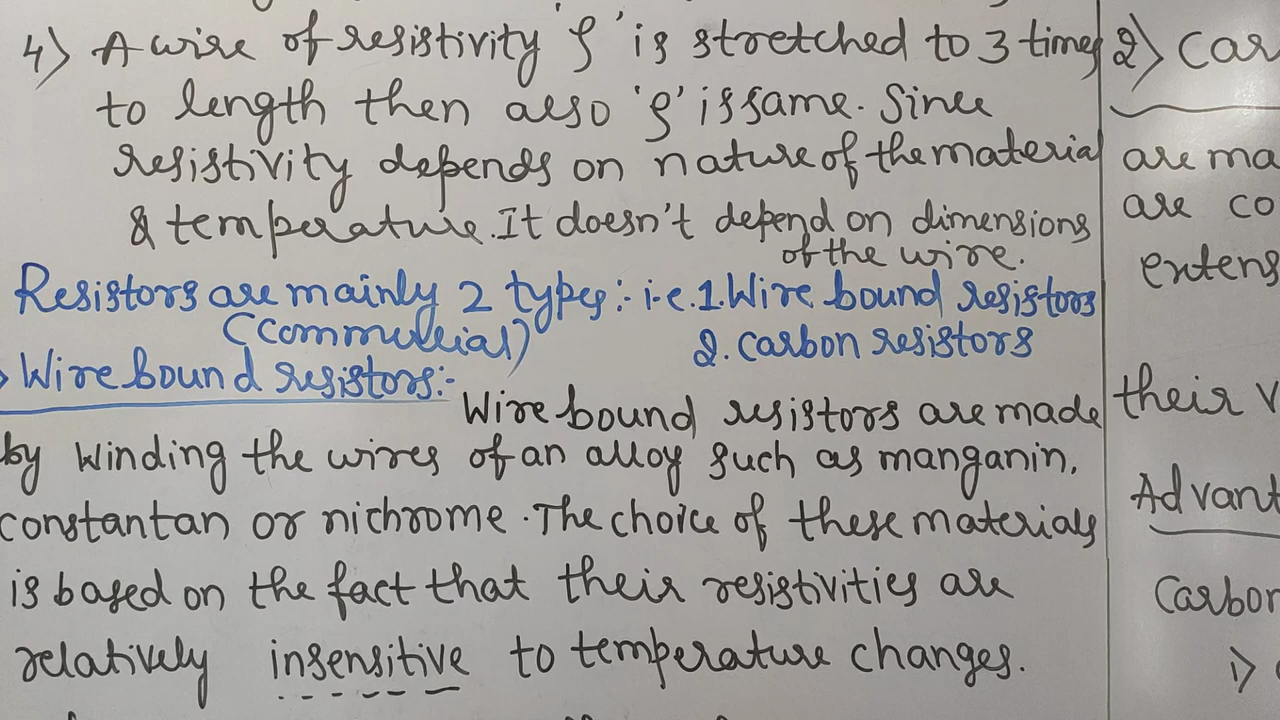 4) A wire of resistivity 'ρ' is stretched to 3 times
to length then also 'ρ' is same. Since
resistivity depends on nature of the material
& temperature. It doesn't depend on dimensions
of the wire.
Resistors are mainly 2 types:- i.e. 1. Wire bound resistors
(Commercial) 2. Carbon resistors
Wire bound resistors:-
Wire bound resistors are made
by winding the wires of an alloy such as manganin,
constantan or nichrome. The choice of these materials
is based on the fact that their resistivities are
relatively insensitive to temperature changes.
2) Car
are ma
are co
extens
their v
Advant
Carbon
1)